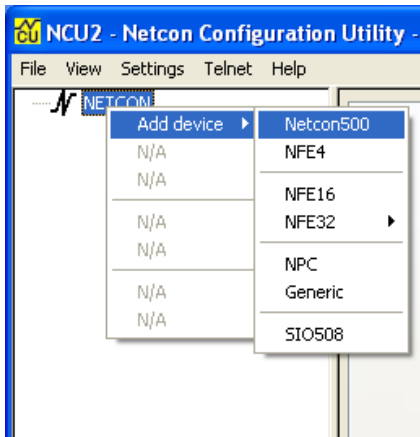 NCU2 - Netcon Configuration Utility -
File View Settings Telnet Help
NETCON
Add device
N/A
N/A
N/A
N/A
N/A
N/A
Netcon500
NFE4
NFE16
NFE32
NPC
Generic
SIO508